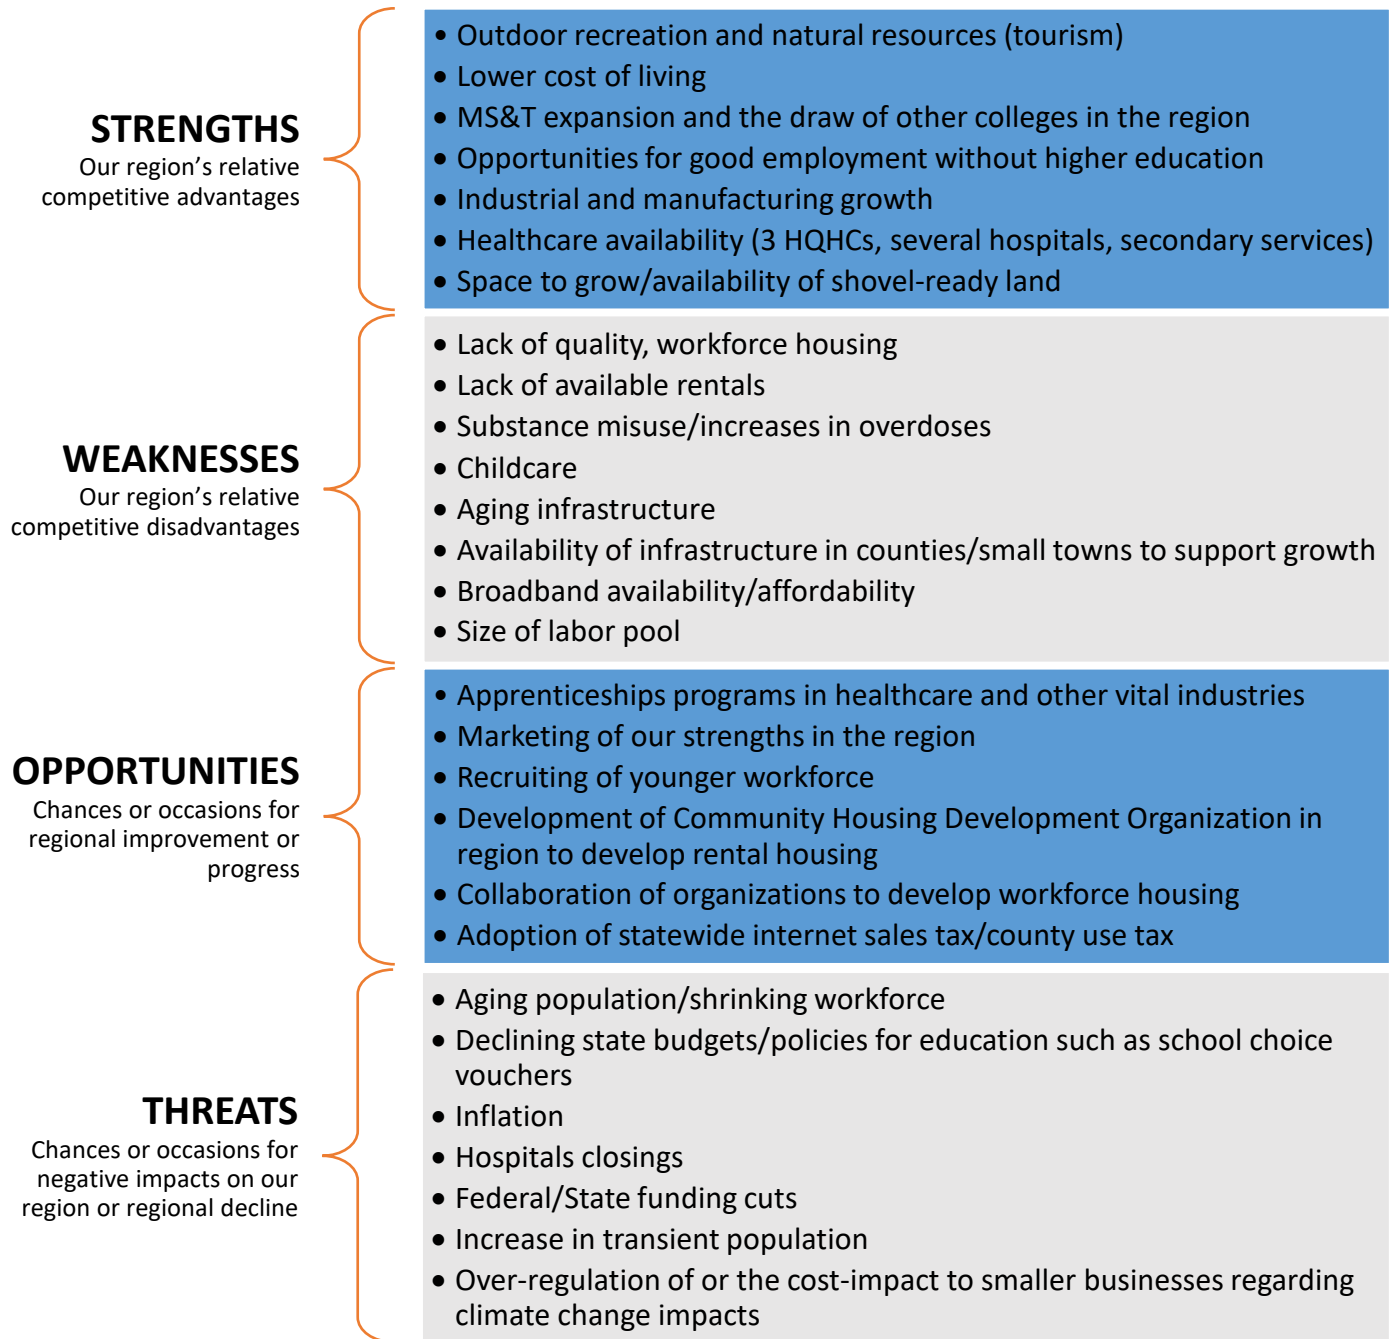 STRENGTHS
Our region's relative
competitive advantages
• Outdoor recreation and natural resources (tourism)
• Lower cost of living
• MS&T expansion and the draw of other colleges in the region
• Opportunities for good employment without higher education
• Industrial and manufacturing growth
• Healthcare availability (3 HQHCs, several hospitals, secondary services)
• Space to grow/availability of shovel-ready land
WEAKNESSES
Our region's relative
competitive disadvantages
• Lack of quality, workforce housing
• Lack of available rentals
• Substance misuse/increases in overdoses
• Childcare
• Aging infrastructure
• Availability of infrastructure in counties/small towns to support growth
• Broadband availability/affordability
• Size of labor pool
OPPORTUNITIES
Chances or occasions for
regional improvement or
progress
• Apprenticeships programs in healthcare and other vital industries
• Marketing of our strengths in the region
• Recruiting of younger workforce
• Development of Community Housing Development Organization in
region to develop rental housing
• Collaboration of organizations to develop workforce housing
• Adoption of statewide internet sales tax/county use tax
THREATS
Chances or occasions for
negative impacts on our
region or regional decline
• Aging population/shrinking workforce
• Declining state budgets/policies for education such as school choice
vouchers
• Inflation
• Hospitals closings
• Federal/State funding cuts
• Increase in transient population
• Over-regulation of or the cost-impact to smaller businesses regarding
climate change impacts